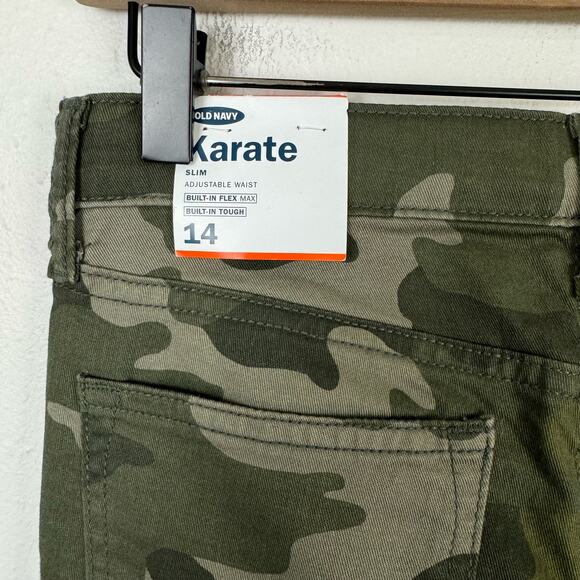 OLD NAVY
Karate
SLIM
ADJUSTABLE WAIST
BUILT-IN FLEX MAX
BUILT-IN TOUGH
14